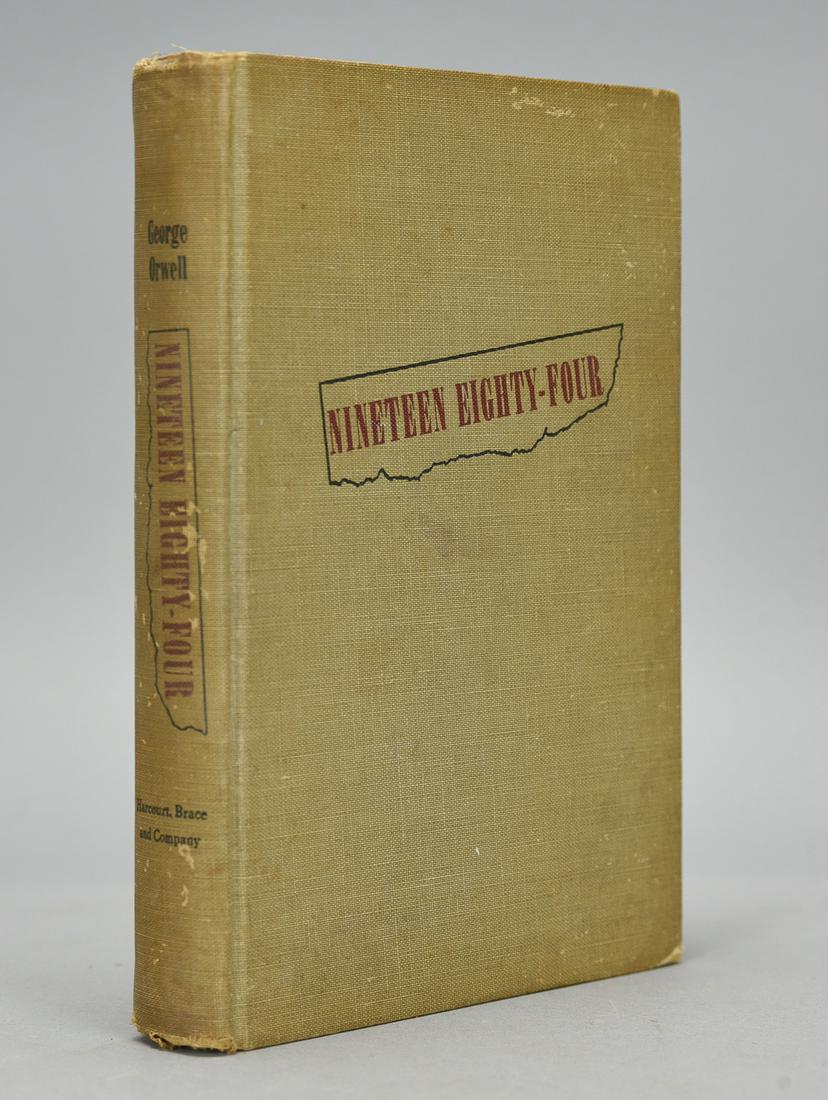 George
Orwell
NINETEEN EIGHTY-FOUR
Harcourt, Brace
and Company
NINETEEN EIGHTY-FOUR